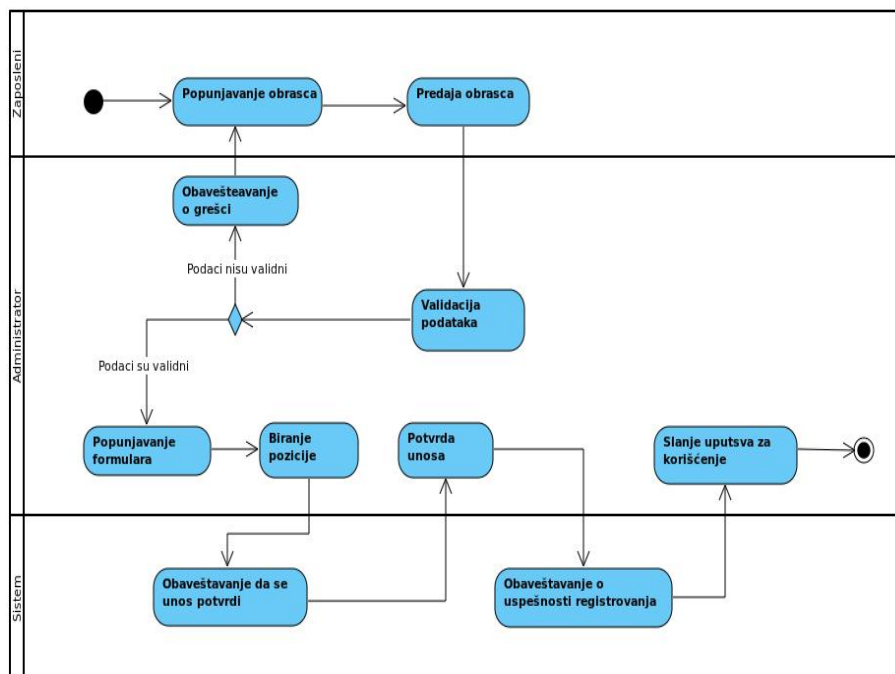 Zaposleni
Popunjavanje obrasca
Predaja obrasca
Administrator
Obavešteavanje
o grešci
Podaci nisu validni
Validacija
podataka
Podaci su validni
Popunjavanje
formulara
Biranje
pozicije
Potvrda
unosa
Slanje uputsva za
korišćenje
Sistem
Obaveštavanje da se
unos potvrdi
Obaveštavanje o
uspešnosti registrovanja